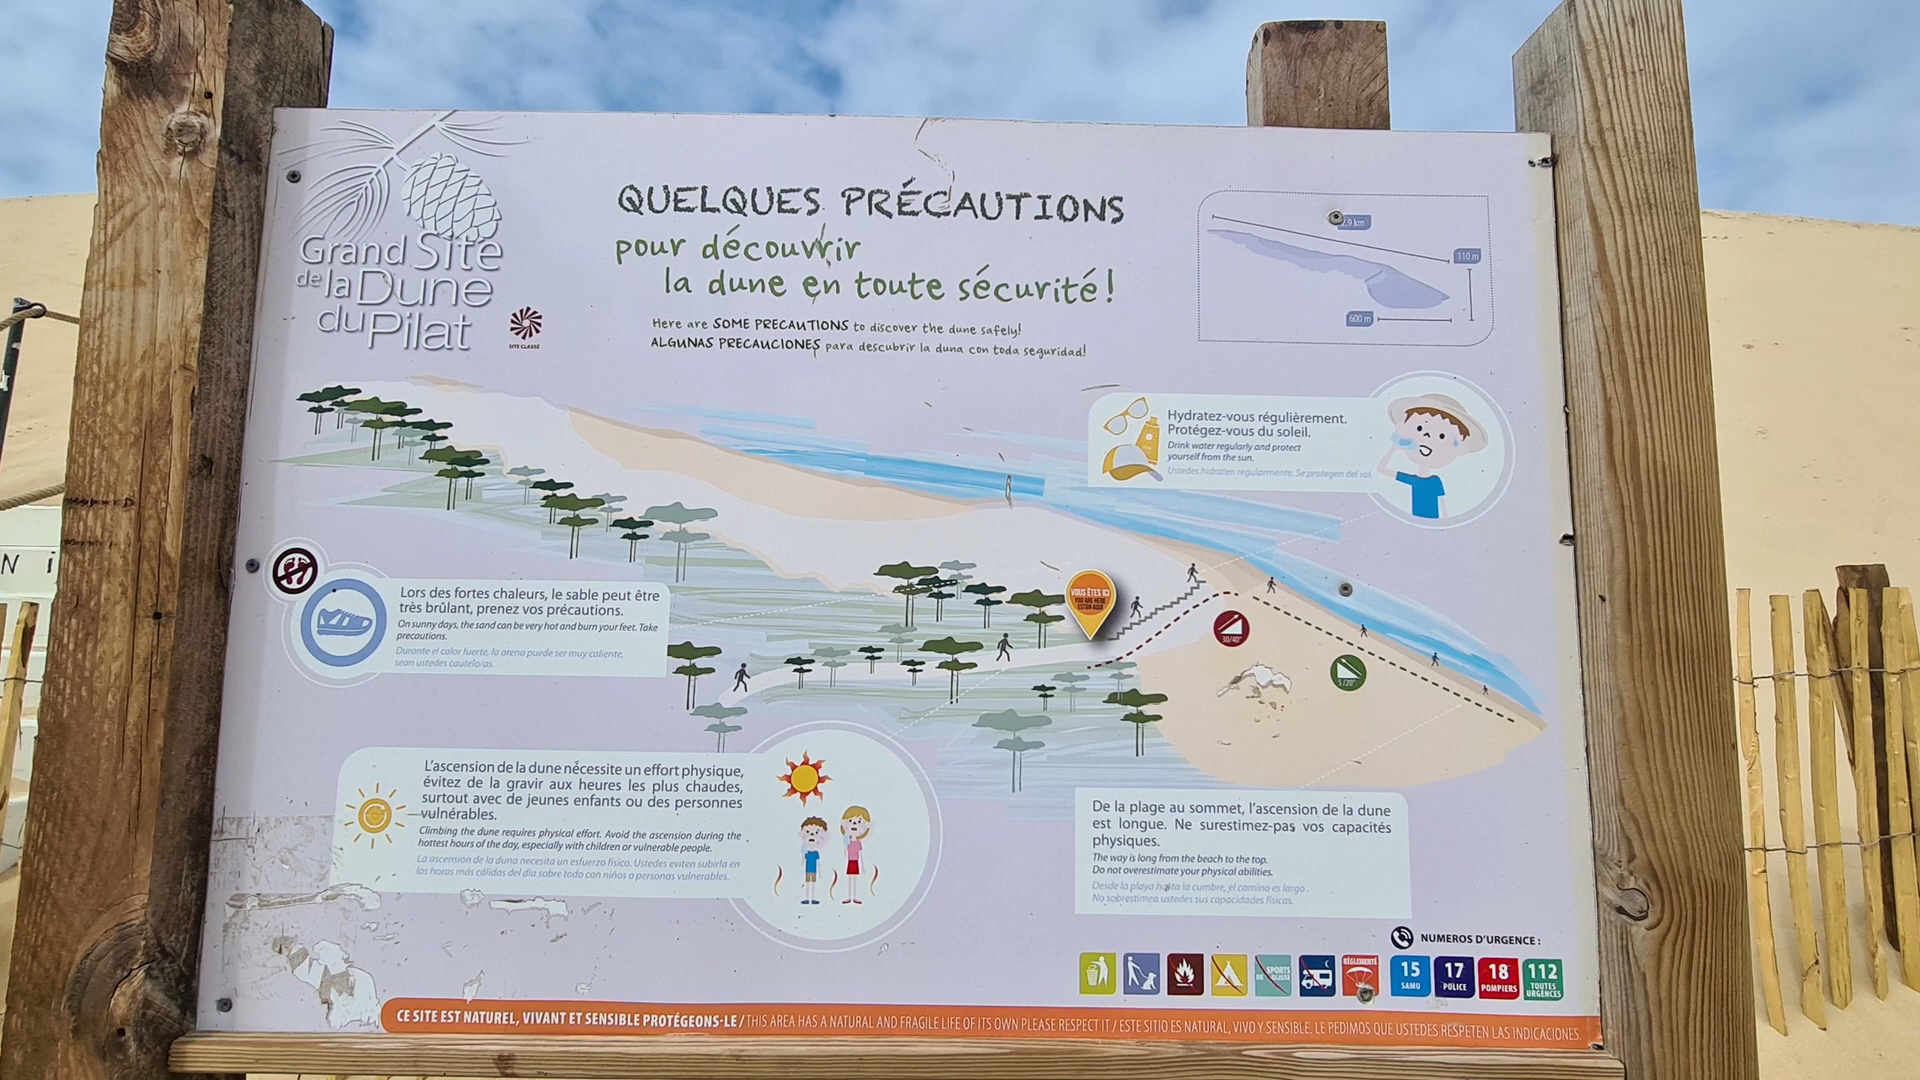 Grand Site
de la Dune
du Pilat
SITE CLASSÉ
QUELQUES PRÉCAUTIONS
pour découvrir
la dune en toute sécurité !
Here are SOME PRECAUTIONS to discover the dune safely!
ALGUNAS PRECAUCIONES para descubrir la duna con toda seguridad!
.9 km
110 m
600 m
Hydratez-vous régulièrement.
Protégez-vous du soleil.
Drink water regularly and protect
yourself from the sun.
Ustedes hidraten regularmente. Se protegen del sol.
Lors des fortes chaleurs, le sable peut être
très brûlant, prenez vos précautions.
On sunny days, the sand can be very hot and burn your feet. Take
precautions.
Durante el calor fuerte, la arena puede ser muy caliente,
sean ustedes cautelo/as.
VOUS ÊTES ICI
YOU ARE HERE
ESTÁN AQUÍ
30/40°
5 /20°
L'ascension de la dune nécessite un effort physique,
évitez de la gravir aux heures les plus chaudes,
surtout avec de jeunes enfants ou des personnes
vulnérables.
Climbing the dune requires physical effort. Avoid the ascension during the
hottest hours of the day, especially with children or vulnerable people.
La ascensión de la duna necesita un esfuerzo físico. Ustedes eviten subirla en
las horas más cálidas del día sobre todo con niños o personas vulnerables.
De la plage au sommet, l'ascension de la dune
est longue. Ne surestimez-pas vos capacités
physiques.
The way is long from the beach to the top.
Do not overestimate your physical abilities.
Desde la playa hasta la cumbre, el camino es largo .
No sobrestimea ustedes sus capacidades físicas.
NUMEROS D'URGENCE :
SPORTS
DE GLISSE
RÉGLEMENTÉ
15
SAMU
17
POLICE
18
POMPIERS
112
TOUTES
URGENCES
CE SITE EST NATUREL, VIVANT ET SENSIBLE PROTÉGEONS-LE / THIS AREA HAS A NATURAL AND FRAGILE LIFE OF ITS OWN PLEASE RESPECT IT / ESTE SITIO ES NATURAL, VIVO Y SENSIBLE. LE PEDIMOS QUE USTEDES RESPETEN LAS INDICACIONES.